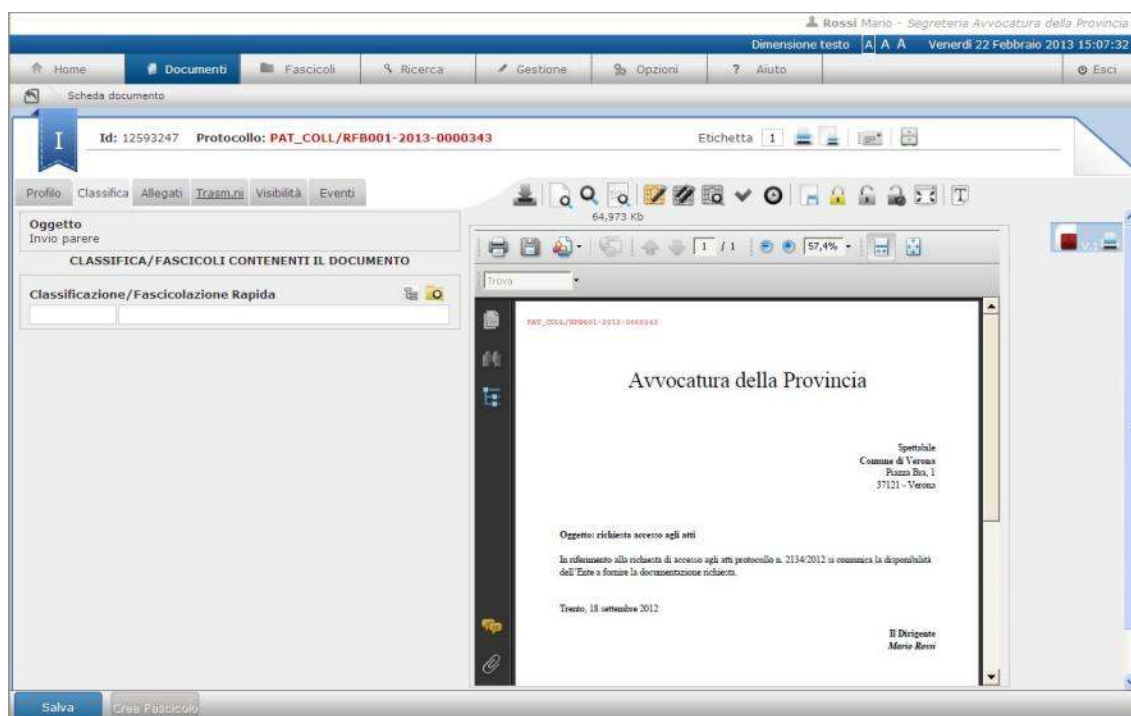 Rossi Mario - Segreteria Avvocatura della Provincia
Dimensione testo A A A Venerdì 22 Febbraio 2013 15:07:32
Home Documenti Fascicoli Ricerca Gestione Opzioni ? Aiuto Esci
Scheda documento
I Id: 12593247 Protocollo: PAT_COLL/RFB001-2013-0000343 Etichetta 1
Profilo Classifica Allegati Trasm.ni Visibilità Eventi
T
64,973 Kb
Oggetto
Invio parere
CLASSIFICA/FASCICOLI CONTENENTI IL DOCUMENTO
Classificazione/Fascicolazione Rapida
1 / 1 57,4%
Trova
PAT_COLL/RFB001-2013-0000343
Avvocatura della Provincia
Spettabile
Comune di Verona
Piazza Bra, 1
37121 - Verona
Oggetto: richiesta accesso agli atti
In riferimento alla richiesta di accesso agli atti protocollo n. 2134/2012 si comunica la disponibilità
dell'Ente a fornire la documentazione richiesta.
Trento, 18 settembre 2012
Il Dirigente
Mario Rossi
Salva Crea Fascicolo